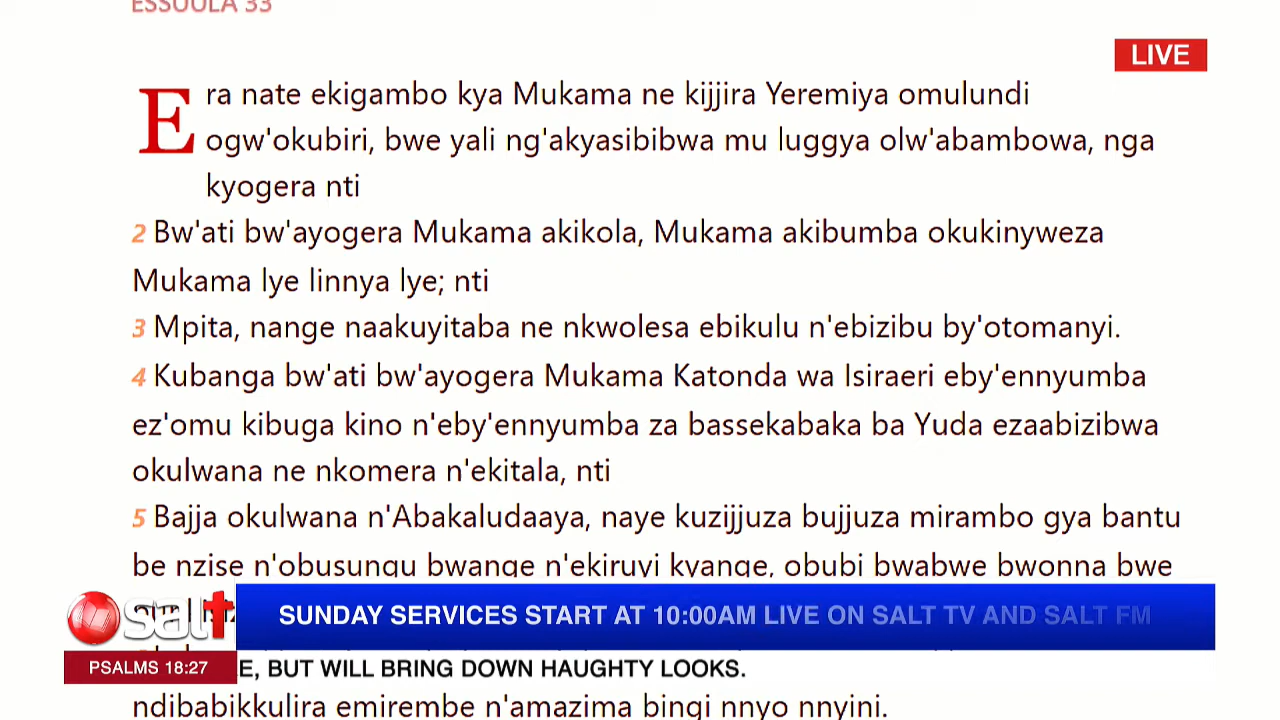 ESSUULA 33
LIVE
Era nate ekigambo kya Mukama ne kijjira Yeremiya omulundi
ogw'okubiri, bwe yali ng'akyasibibwa mu luggya olw'abambowa, nga
kyogera nti
2 Bw'ati bw'ayogera Mukama akikola, Mukama akibumba okukinyweza
Mukama lye linnya lye; nti
3 Mpita, nange naakuyitaba ne nkwolesa ebikulu n'ebizibu by'otomanyi.
4 Kubanga bw'ati bw'ayogera Mukama Katonda wa Isiraeri eby'ennyumba
ez'omu kibuga kino n'eby'ennyumba za bassekabaka ba Yuda ezaabizibwa
okulwana ne nkomera n'ekitala, nti
5 Bajja okulwana n'Abakaludaaya, naye kuzijjuza bujjuza mirambo gya bantu
be nzise n'obusungu bwange n'ekiruyi kyange, obubi bwabwe bwonna bwe
salt
SUNDAY SERVICES START AT 10:00AM LIVE ON SALT TV AND SALT FM
PSALMS 18:27
E, BUT WILL BRING DOWN HAUGHTY LOOKS.
ndibabikkulira emirembe n'amazima bingi nnyo nnyini.